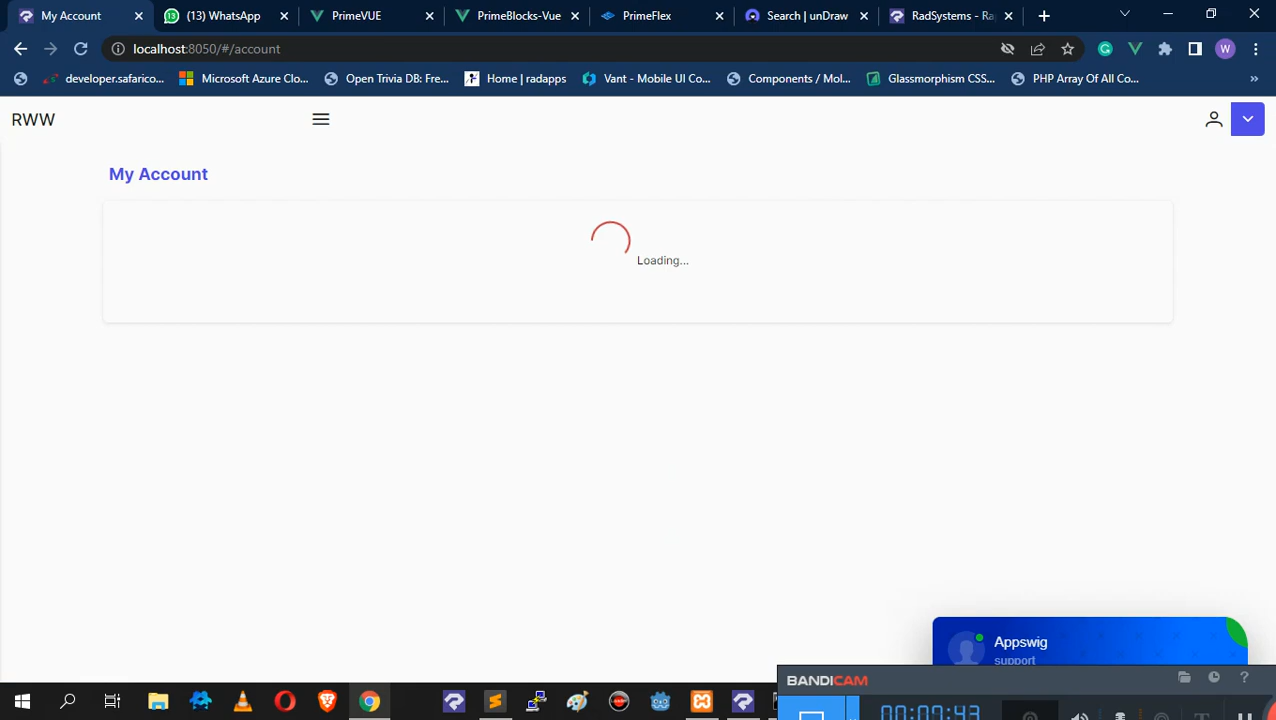 My Account
(13) WhatsApp
PrimeVUE
PrimeBlocks-Vue
PrimeFlex
Search | unDraw
RadSystems - Ra
localhost:8050/#/account
W
developer.safarico...
Microsoft Azure Clo...
Open Trivia DB: Fre...
Home | radapps
Vant - Mobile UI Co...
Components / Mol...
Glassmorphism CSS...
PHP Array Of All Co...
»
RWW
My Account
Loading...
Appswig
support
BANDICAM
?
00:07:43